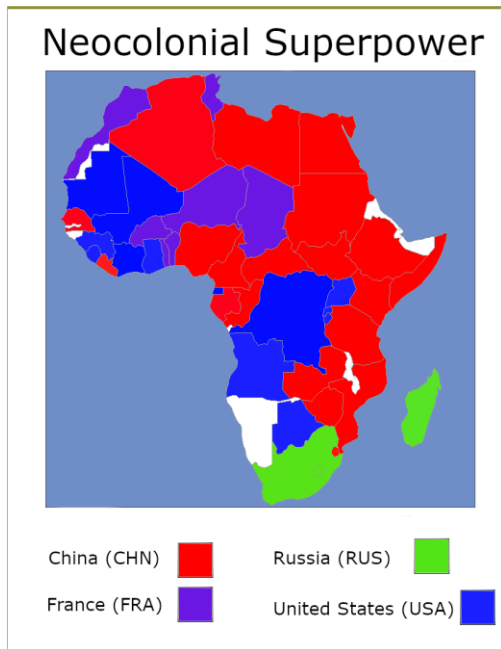 Neocolonial Superpower
China (CHN)
Russia (RUS)
France (FRA)
United States (USA)